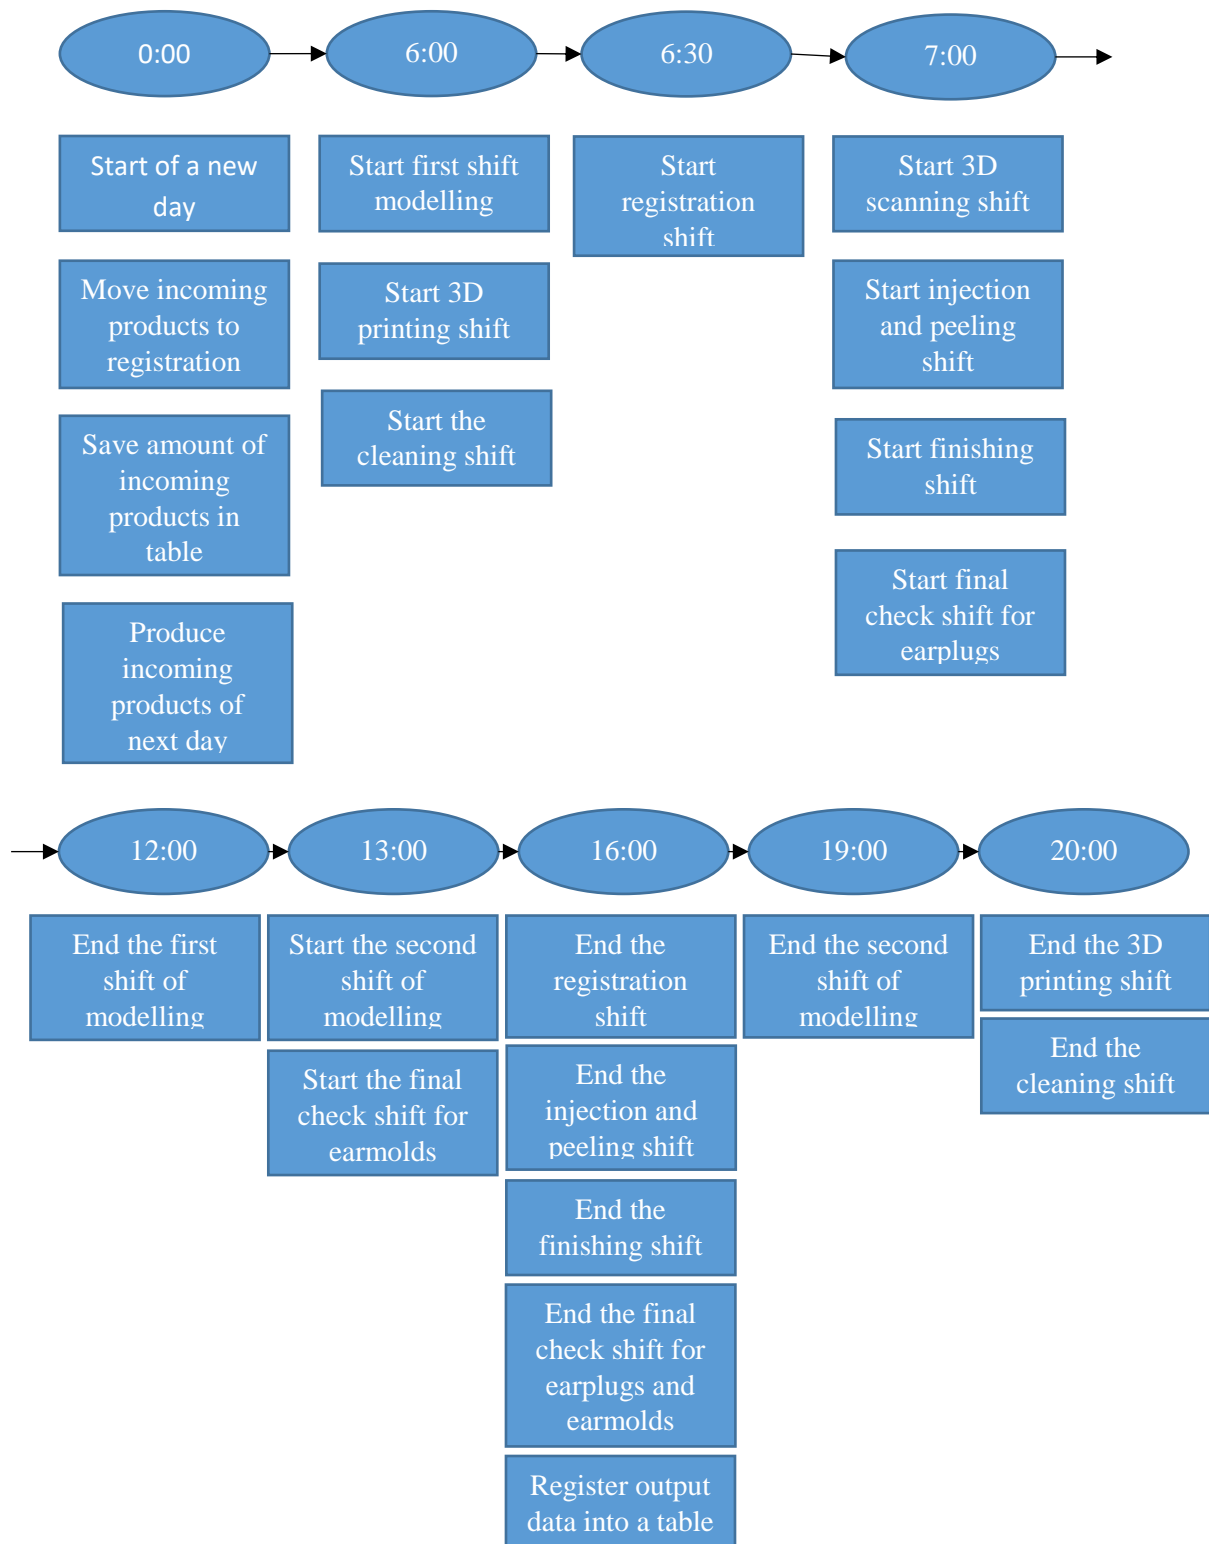 0:00
6:00
6:30
7:00
Start of a new
day
Move incoming
products to
registration
Save amount of
incoming
products in
table
Produce
incoming
products of
next day
Start first shift
modelling
Start 3D
printing shift
Start the
cleaning shift
Start
registration
shift
Start 3D
scanning shift
Start injection
and peeling
shift
Start finishing
shift
Start final
check shift for
earplugs
12:00
13:00
16:00
19:00
20:00
End the first
shift of
modelling
Start the second
shift of
modelling
Start the final
check shift for
earmolds
End the
registration
shift
End the
injection and
peeling shift
End the
finishing shift
End the final
check shift for
earplugs and
earmolds
Register output
data into a table
End the second
shift of
modelling
End the 3D
printing shift
End the
cleaning shift